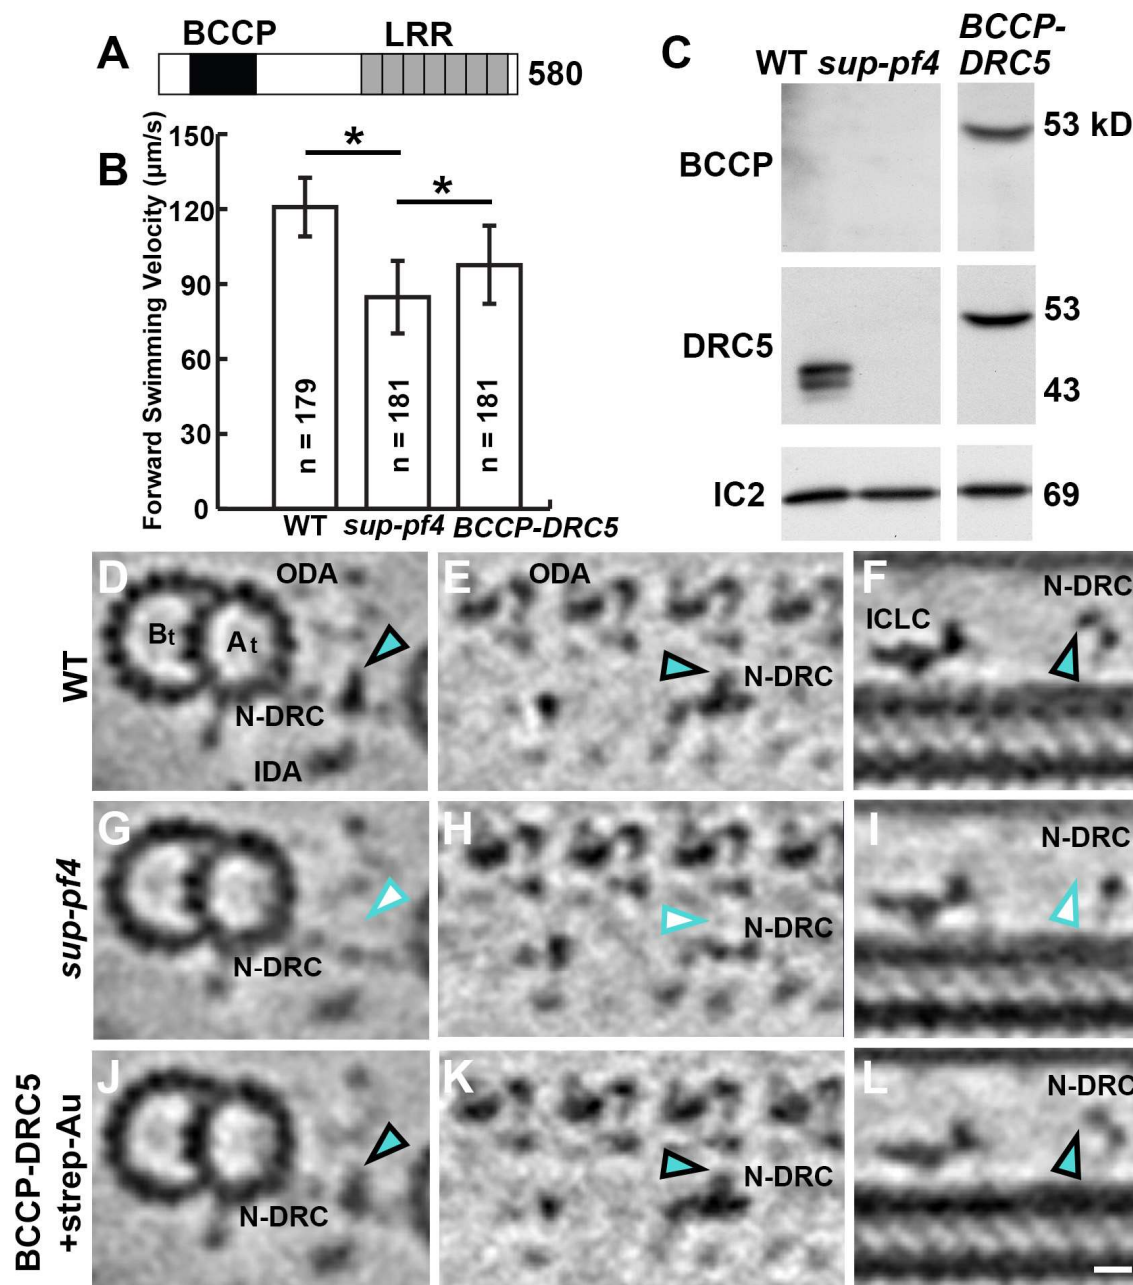 A
BCCP
LRR
580
B
Forward Swimming Velocity (µm/s)
150
120
90
60
30
0
*
*
n = 179
n = 181
n = 181
WT
sup-pf4
BCCP-DRC5
C
WT sup-pf4
BCCP-
DRC5
BCCP
53 kD
DRC5
53
43
IC2
69
WT
D
ODA
Bt
At
N-DRC
IDA
E
ODA
N-DRC
F
N-DRC
ICLC
sup-pf4
G
N-DRC
H
N-DRC
I
N-DRC
BCCP-DRC5
+strep-Au
J
N-DRC
K
N-DRC
L
N-DRC